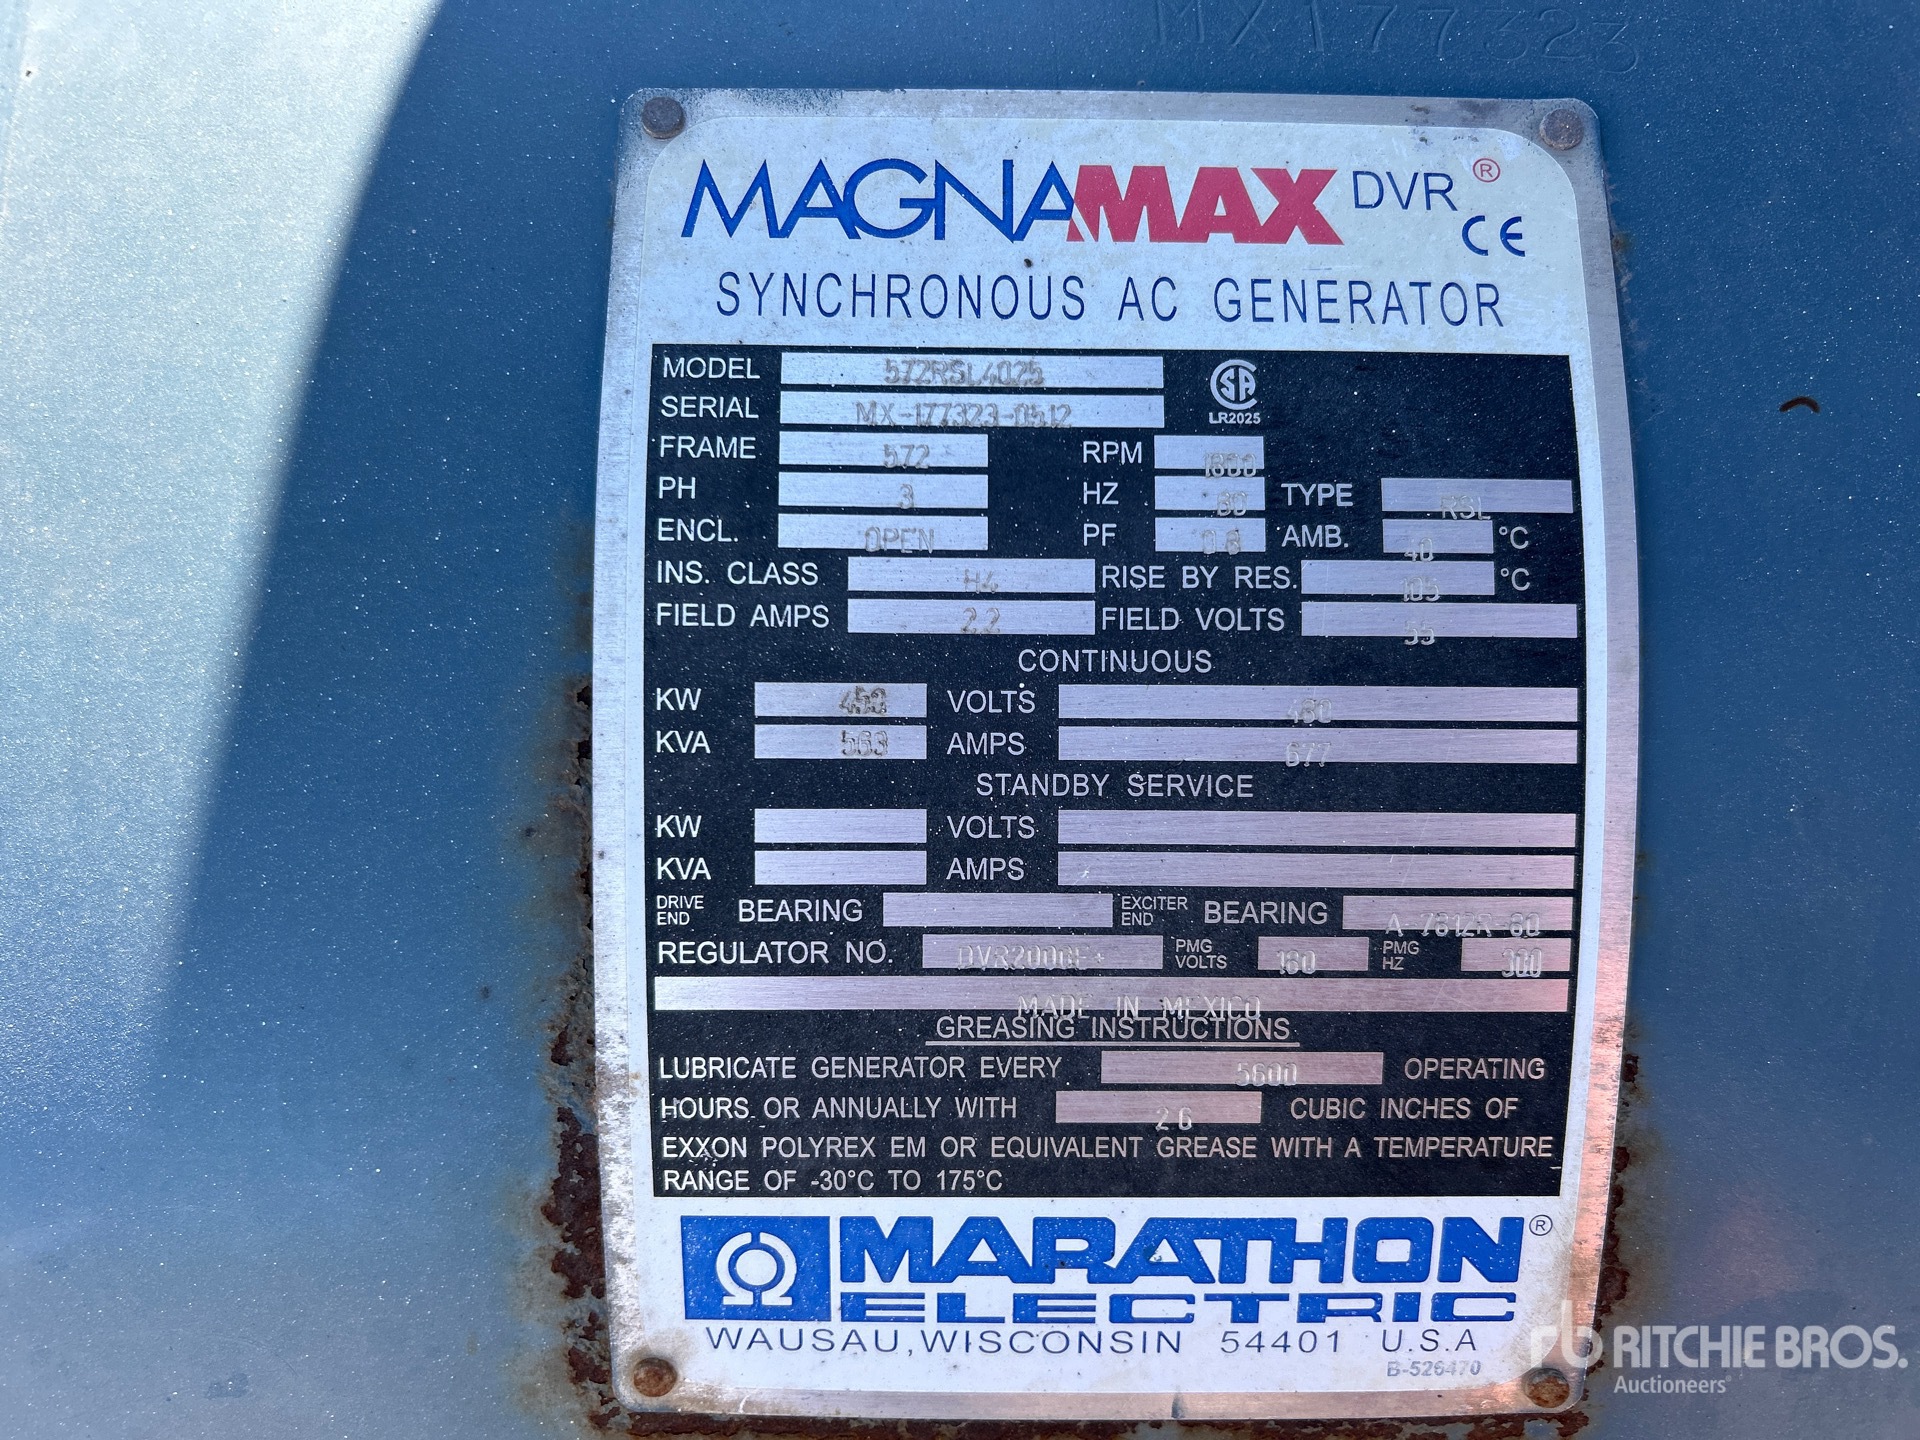 MX177323
MAGNAMAX DVR®
CE
SYNCHRONOUS AC GENERATOR
MODEL 572RSL4025
SERIAL MX-177323-0512
SA
LR2025
FRAME 572 RPM 1800
PH 3 HZ 60 TYPE RSL
ENCL. OPEN PF 0.8 AMB. 40 °C
INS. CLASS H4 RISE BY RES. 105 °C
FIELD AMPS 2.2 FIELD VOLTS 35
CONTINUOUS
KW 450 VOLTS 480
KVA 563 AMPS 677
STANDBY SERVICE
KW VOLTS
KVA AMPS
DRIVE END BEARING EXCITER END BEARING
REGULATOR NO. DVR2000E+ PMG VOLTS 180 PMG HZ 300
MADE IN MEXICO
GREASING INSTRUCTIONS
LUBRICATE GENERATOR EVERY 5600 OPERATING
HOURS OR ANNUALLY WITH 2.6 CUBIC INCHES OF
EXXON POLYREX EM OR EQUIVALENT GREASE WITH A TEMPERATURE
RANGE OF -30°C TO 175°C
MARATHON®
ELECTRIC
WAUSAU, WISCONSIN 54401 U.S.A
B-526470
rb RITCHIE BROS.
Auctioneers